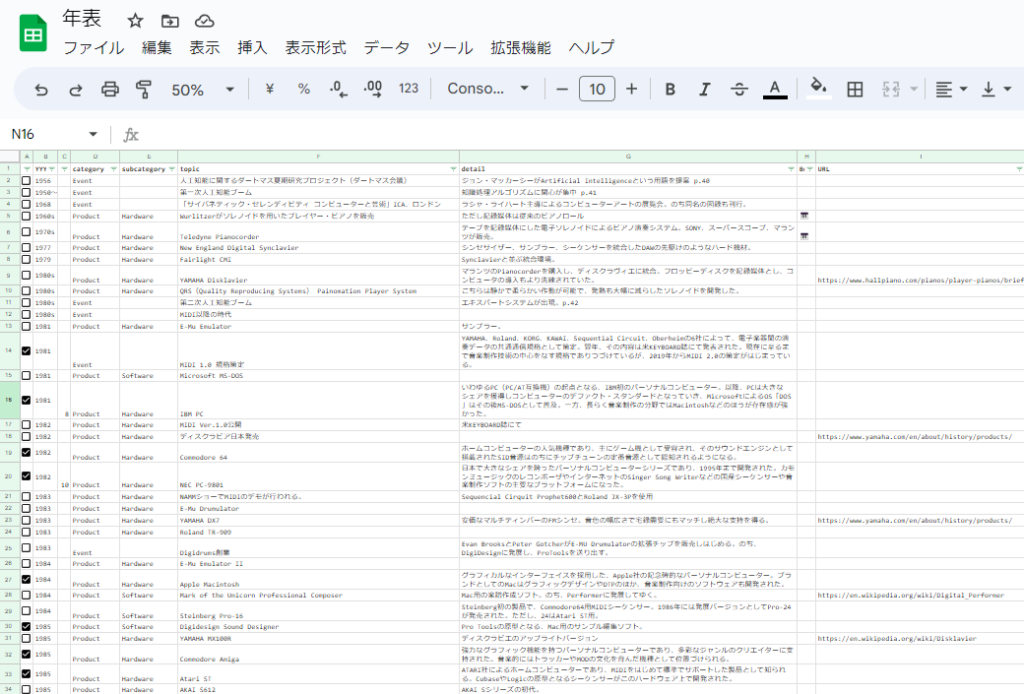 年表
ファイル 編集 表示 挿入 表示形式 データ ツール 拡張機能 ヘルプ
50% ¥ % .0 .00 123 Conso... 10 B I A
N16 fx
A B C D E F G H I
1 YYY category subcategory topic detail URL
2 1956 Event 人工知能に関するダートマス夏期研究プロジェクト（ダートマス会議） ジョン・マッカーシーがArtificial Intelligenceという用語を提案 p.40
3 1950〜 Event 第一次人工知能ブーム 知識処理アルゴリズムに関心が集中 p.41
4 1968 Event 「サイバネティック・セレンディピティ コンピューターと芸術」ICA、ロンドン ラシャ・ライハート主導によるコンピューターアートの展覧会。のち同名の図録も刊行。
5 1960s Product Hardware Wurlitzerがソレノイドを用いたプレイヤー・ピアノを販売 ただし記録媒体は従来のピアノロール
6 1970s Product Hardware Teledyne Pianocorder テープを記録媒体にした電子ソレノイドによるピアノ演奏システム。SONY、スーパースコープ、マランツが販売。
7 1977 Product Hardware New England Digital Synclavier シンセサイザー、サンプラー、シーケンサーを統合したDAWの先駆けのようなハード機材。
8 1979 Product Hardware Fairlight CMI Synclavierと並ぶ統合環境。
9 1980s Product Hardware YAMAHA Disklavier マランツのPianocorderを購入し、ディスクラヴィエに統合。フロッピーディスクを記録媒体とし、コンピュータの導入もより洗練されていた。 https://www.hallpiano.com/pianos/player-pianos/brief
10 1980s Product Hardware QRS (Quality Reproducing Systems) Painomation Player System こちらは静かで柔らかい作動が可能で、発熱も大幅に減らしたソレノイドを開発した。
11 1980s Event 第二次人工知能ブーム エキスパートシステムが出現。p.42
12 1980s Event MIDI以降の時代
13 1981 Product Hardware E-Mu Emulator サンプラー。
14 1981 Event MIDI 1.0 規格策定 YAMAHA、Roland、KORG、KAWAI、Sequential Circuit、Oberheimの6社によって、電子楽器間の演奏データの共通通信規格として策定。翌年、その内容は米KEYBOARD誌にて発表された。現在に至るまで音楽制作技術の中心をなす規格でありつづけているが、2019年からMIDI 2.0の策定がはじまっている。
15 1981 Product Software Microsoft MS-DOS
16 1981 8 Product Hardware IBM PC いわゆるPC（PC/AT互換機）の起点となる、IBM初のパーソナルコンピューター。以降、PCは大きなシェアを獲得しコンピューターのデファクト・スタンダードとなっていき、MicrosoftによるOS「DOS」はその後MS-DOSとして普及。一方、長らく音楽制作の分野ではMacintoshなどのほうが存在感が強かった。
17 1982 Product Hardware MIDI Ver.1.0公開 米KEYBOARD誌にて
18 1982 Product Hardware ディスクラビア日本発売 https://www.yamaha.com/en/about/history/products/
19 1982 Product Hardware Commodore 64 ホームコンピューターの人気機種であり、主にゲーム機として受容され、そのサウンドエンジンとして搭載されたSID音源はのちにチップチューンの定番音源として認知されるようになる。
20 1982 10 Product Hardware NEC PC-9801 日本で大きなシェアを誇ったパーソナルコンピューターシリーズであり、1995年まで開発された。カモンミュージックのレコンポーザやインターネットのSinger Song Writerなどの国産シーケンサーや音楽制作ソフトの主要なプラットフォームになった。
21 1983 Product Hardware NAMMショーでMIDIのデモが行われる。 Sequencial Cirquit Prophet600とRoland JX-3Pを使用
22 1983 Product Hardware E-Mu Drumulator
23 1983 Product Hardware YAMAHA DX7 安価なマルチティンバーのFMシンセ。音色の幅広さで宅録需要にもマッチし絶大な支持を得る。 https://www.yamaha.com/en/about/history/products/
24 1983 Product Hardware Roland TR-909
25 1983 Event Digidrums創業 Evan BrooksとPeter GotcherがE-MU Drumulatorの拡張チップを販売しはじめる。のち、DigiDesignに発展し、ProToolsを送り出す。
26 1984 Product Hardware E-Mu Emulator II
27 1984 Product Hardware Apple Macintosh グラフィカルなインターフェイスを採用した、Apple社の記念碑的なパーソナルコンピューター。ブランドとしてのMacはグラフィックデザインやDTPのほか、音楽制作向けのソフトウェアも開発された。
28 1984 Product Software Mark of the Unicorn Professional Composer Mac用の楽譜作成ソフト。のち、Performerに発展してゆく。 https://en.wikipedia.org/wiki/Digital_Performer
29 1984 Product Software Steinberg Pro-16 Steinberg初の製品で、Commodore64用MIDIシーケンサー。1986年には発展バージョンとしてPro-24が発売された。ただし、24はAtari ST用。
30 1985 Product Software Digidesign Sound Designer Pro Toolsの原型となる、Mac用のサンプル編集ソフト。
31 1985 Product Hardware YAMAHA MX100R ディスクラビエのアップライトバージョン https://en.wikipedia.org/wiki/Disklavier
32 1985 Product Hardware Commodore Amiga 強力なグラフィック機能を持つパーソナルコンピューターであり、多彩なジャンルのクリエイターに支持された。音楽的にはトラッカーやMODの文化を育んだ機種として位置づけられる。
33 1985 Product Hardware Atari ST ATARI社によるホームコンピューターであり、MIDIをはじめて標準でサポートした製品として知られる。CubaseやLogicの原型となるシーケンサーがこのハードウェア上で開発された。
34 1985 Product Hardware AKAI S612 AKAI Sシリーズの初代。